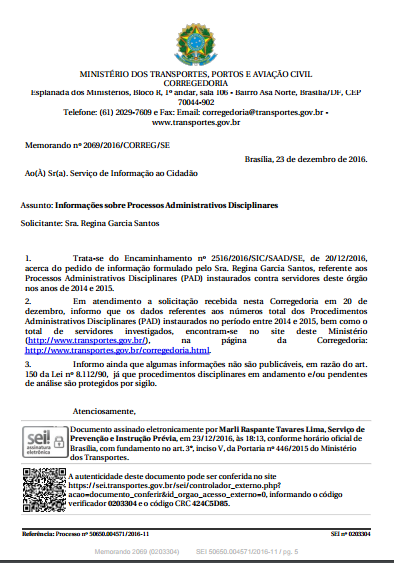 MINISTÉRIO DOS TRANSPORTES, PORTOS E AVIAÇÃO CIVIL
CORREGEDORIA
Esplanada dos Ministérios, Bloco R, 1º andar, sala 106 - Bairro Asa Norte, Brasília/DF, CEP
70044-902
Telefone: (61) 2029-7609 e Fax: Email: corregedoria@transportes.gov.br -
www.transportes.gov.br
Memorando nº 2069/2016/CORREG/SE
Brasília, 23 de dezembro de 2016.
Ao(À) Sr(a). Serviço de Informação ao Cidadão
Assunto: Informações sobre Processos Administrativos Disciplinares
Solicitante: Sra. Regina Garcia Santos
1. Trata-se do Encaminhamento nº 2516/2016/SIC/SAAD/SE, de 20/12/2016,
acerca do pedido de informação formulado pelo Sra. Regina Garcia Santos, referente aos
Processos Administrativos Disciplinares (PAD) instaurados contra servidores deste órgão
nos anos de 2014 e 2015.
2. Em atendimento a solicitação recebida nesta Corregedoria em 20 de
dezembro, informo que os dados referentes aos números total dos Procedimentos
Administrativos Disciplinares (PAD) instaurados no período entre 2014 e 2015, bem como o
total de servidores investigados, encontram-se no site deste Ministério
(http://www.transportes.gov.br/), na página da Corregedoria:
http://www.transportes.gov.br/corregedoria.html.
3. Informo ainda que algumas informações não são publicáveis, em razão do art.
150 da Lei nº 8.112/90, já que procedimentos disciplinares em andamento e/ou pendentes
de análise são protegidos por sigilo.
Atenciosamente,
sei!
assinatura
eletrônica
Documento assinado eletronicamente por Marli Raspante Tavares Lima, Serviço de
Prevenção e Instrução Prévia, em 23/12/2016, às 18:13, conforme horário oficial de
Brasília, com fundamento no art. 3º, inciso V, da Portaria nº 446/2015 do Ministério
dos Transportes.
A autenticidade deste documento pode ser conferida no site
https://sei.transportes.gov.br/sei/controlador_externo.php?
acao=documento_conferir&id_orgao_acesso_externo=0, informando o código
verificador 0203304 e o código CRC 424C5D85.
Referência: Processo nº 50650.004571/2016-11 SEI nº 0203304
Memorando 2069 (0203304) SEI 50650.004571/2016-11 / pg. 5